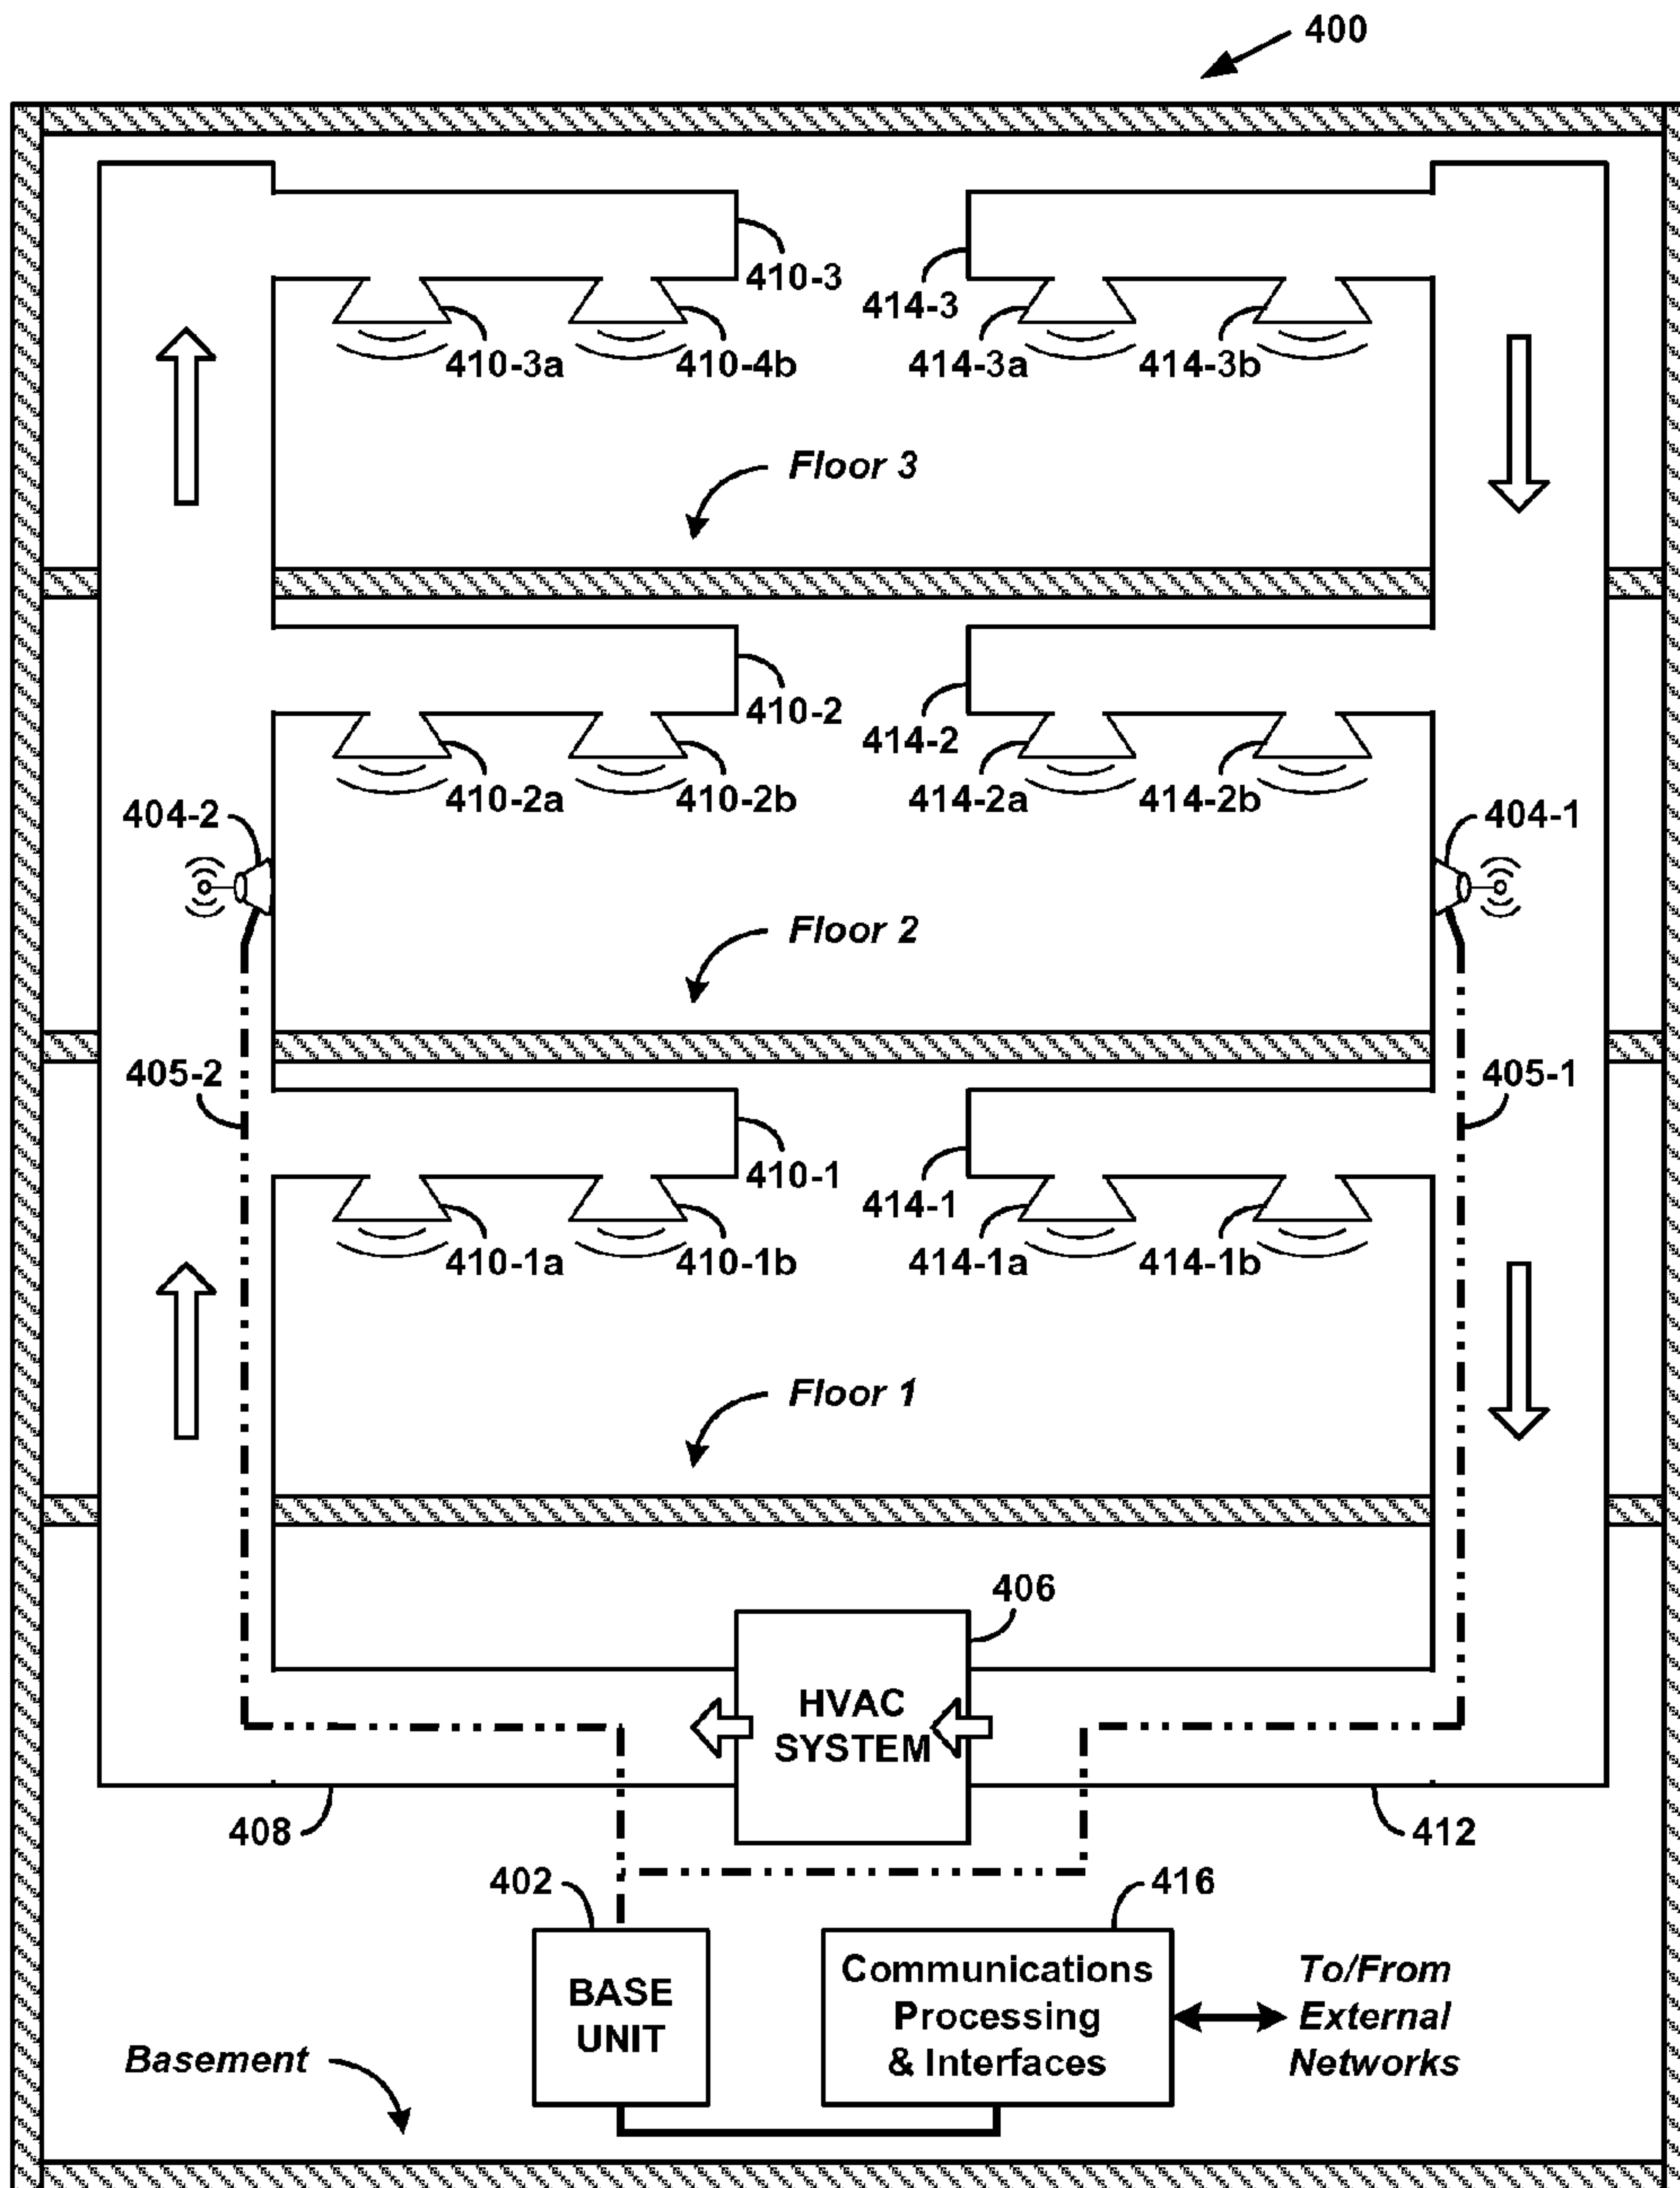 400
410-3
414-3
410-3a
410-4b
414-3a
414-3b
Floor 3
410-2
414-2
410-2a
410-2b
414-2a
414-2b
404-2
404-1
Floor 2
405-2
405-1
410-1
414-1
410-1a
410-1b
414-1a
414-1b
Floor 1
406
HVAC
SYSTEM
408
412
402
416
BASE
UNIT
Communications
Processing
& Interfaces
To/From
External
Networks
Basement